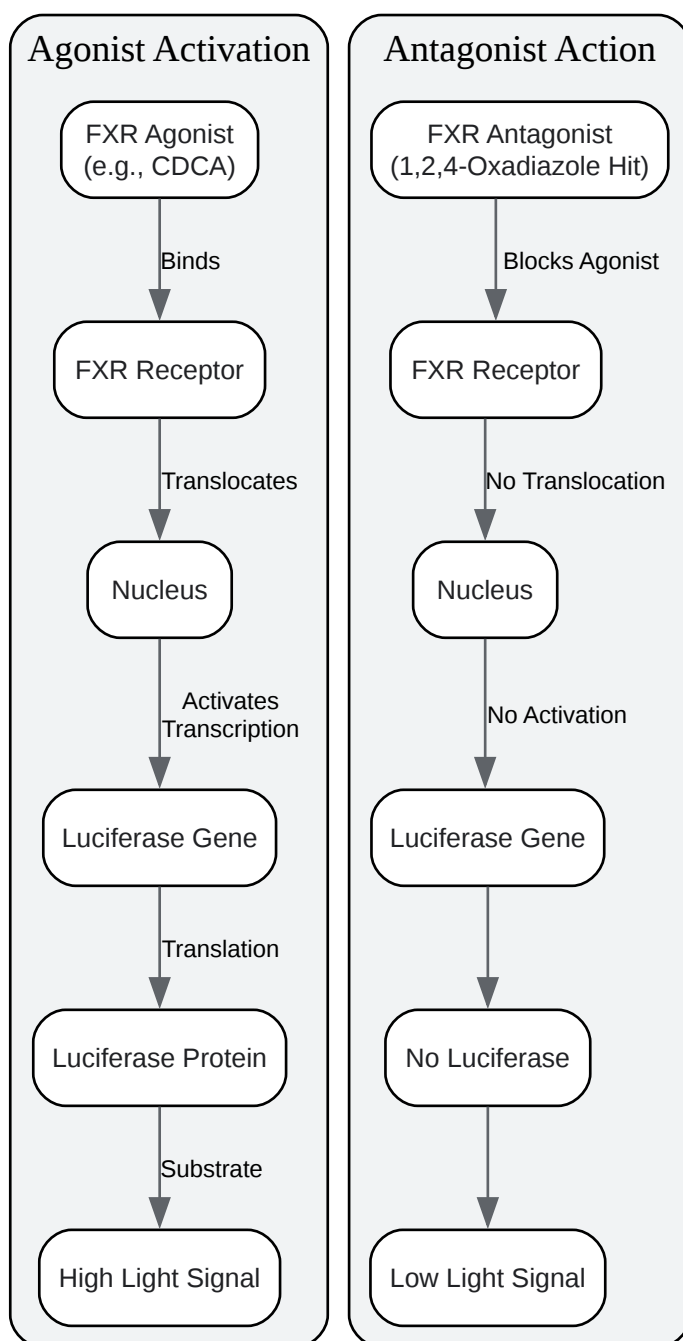 Agonist Activation
FXR Agonist
(e.g., CDCA)
Binds
FXR Receptor
Translocates
Nucleus
Activates
Transcription
Luciferase Gene
Translation
Luciferase Protein
Substrate
High Light Signal
Antagonist Action
FXR Antagonist
(1,2,4-Oxadiazole Hit)
Blocks Agonist
FXR Receptor
No Translocation
Nucleus
No Activation
Luciferase Gene
No Luciferase
Low Light Signal